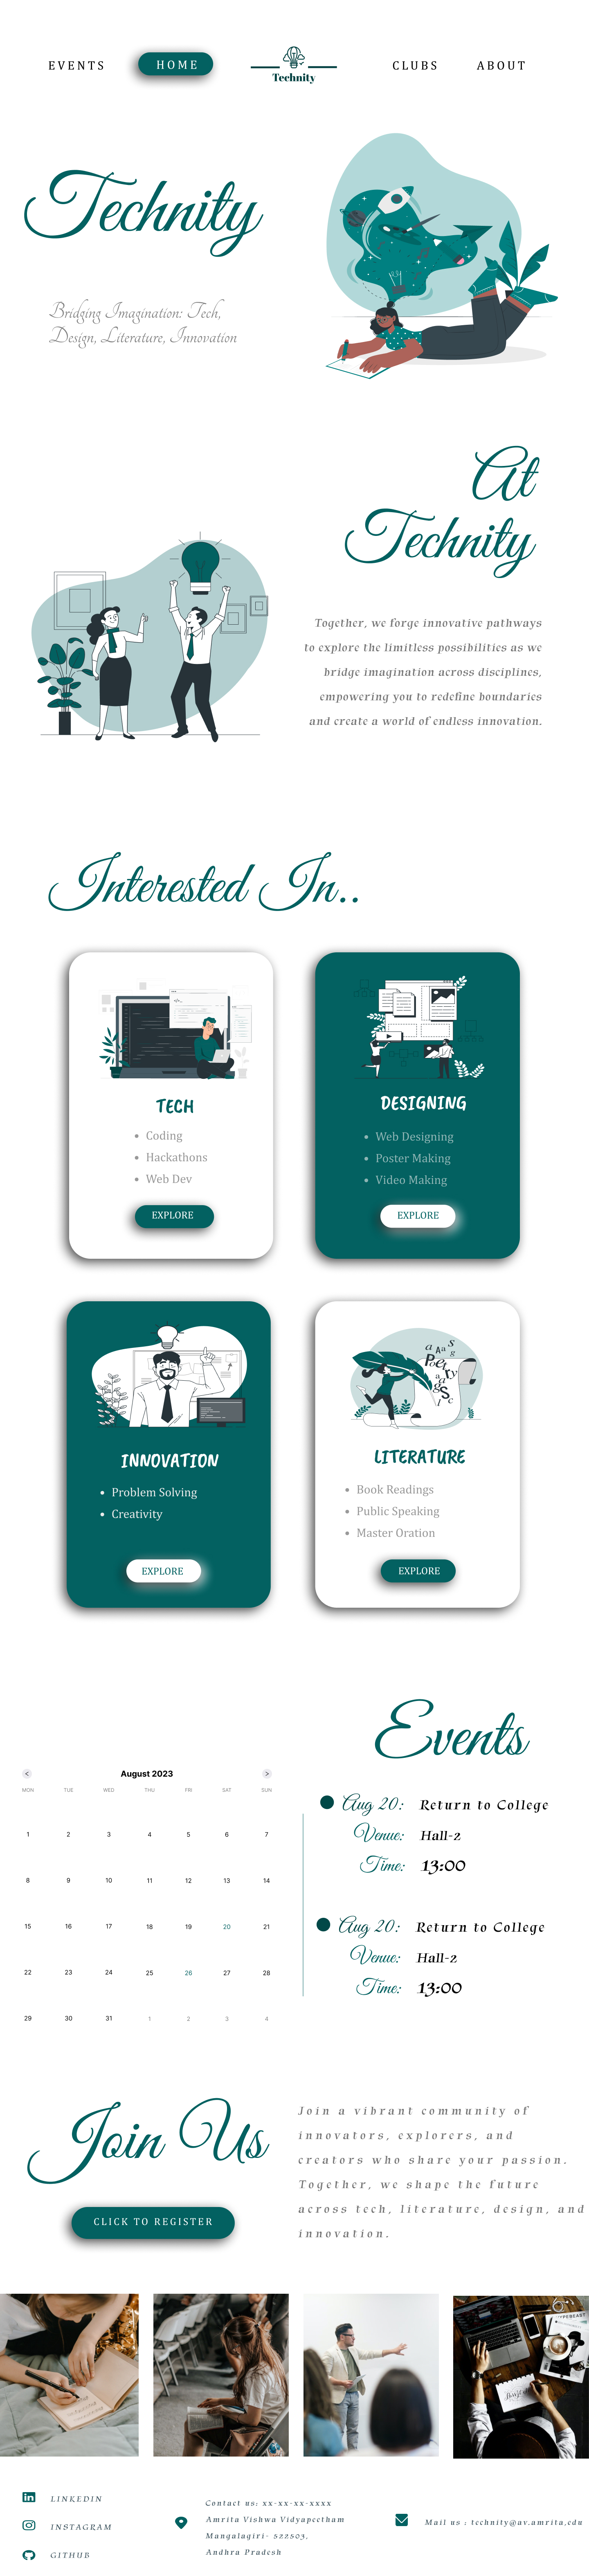 EVENTS
HOME
Technity
CLUBS
ABOUT
Technity
Bridging Imagination: Tech,
Design, Literature, Innovation
At
Technity
Together, we forge innovative pathways
to explore the limitless possibilities as we
bridge imagination across disciplines,
empowering you to redefine boundaries
and create a world of endless innovation.
Interested In..
TECH
• Coding
• Hackathons
• Web Dev
EXPLORE
DESIGNING
• Web Designing
• Poster Making
• Video Making
EXPLORE
INNOVATION
• Problem Solving
• Creativity
EXPLORE
Poetry
LITERATURE
• Book Readings
• Public Speaking
• Master Oration
EXPLORE
Events
< August 2023 >
MON TUE WED THU FRI SAT SUN
1 2 3 4 5 6 7
8 9 10 11 12 13 14
15 16 17 18 19 20 21
22 23 24 25 26 27 28
29 30 31 1 2 3 4
Aug 20: Return to College
Venue: Hall-2
Time: 13:00
Aug 20: Return to College
Venue: Hall-2
Time: 13:00
Join Us
CLICK TO REGISTER
Join a vibrant community of
innovators, explorers, and
creators who share your passion.
Together, we shape the future
across tech, literature, design, and
innovation.
LINKEDIN
INSTAGRAM
GITHUB
Contact us: xx-xx-xx-xxxx
Amrita Vishwa Vidyapeetham
Mangalagiri- 522503,
Andhra Pradesh
Mail us : technity@av.amrita,edu